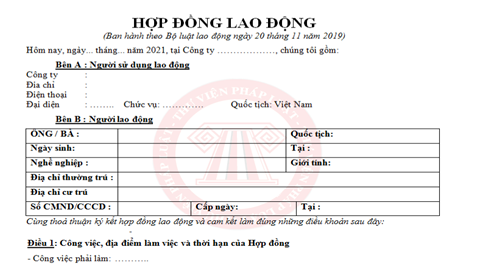 HỢP ĐỒNG LAO ĐỘNG
(Ban hành theo Bộ luật lao động ngày 20 tháng 11 năm 2019)
Hôm nay, ngày... tháng... năm 2021, tại Công ty ………………, chúng tôi gồm:
Bên A : Người sử dụng lao động
Công ty :
Địa chỉ :
Điện thoại :
Đại diện : …….. Chức vụ: …………. Quốc tịch: Việt Nam
Bên B : Người lao động
ÔNG / BÀ : Quốc tịch:
Ngày sinh: Tại :
Nghề nghiệp : Giới tính:
Địa chỉ thường trú :
Địa chỉ cư trú
Số CMND/CCCD : Cấp ngày: Tại :
Cùng thoả thuận ký kết hợp đồng lao động và cam kết làm đúng những điều khoản sau đây:
Điều 1: Công việc, địa điểm làm việc và thời hạn của Hợp đồng
- Công việc phải làm: ………..